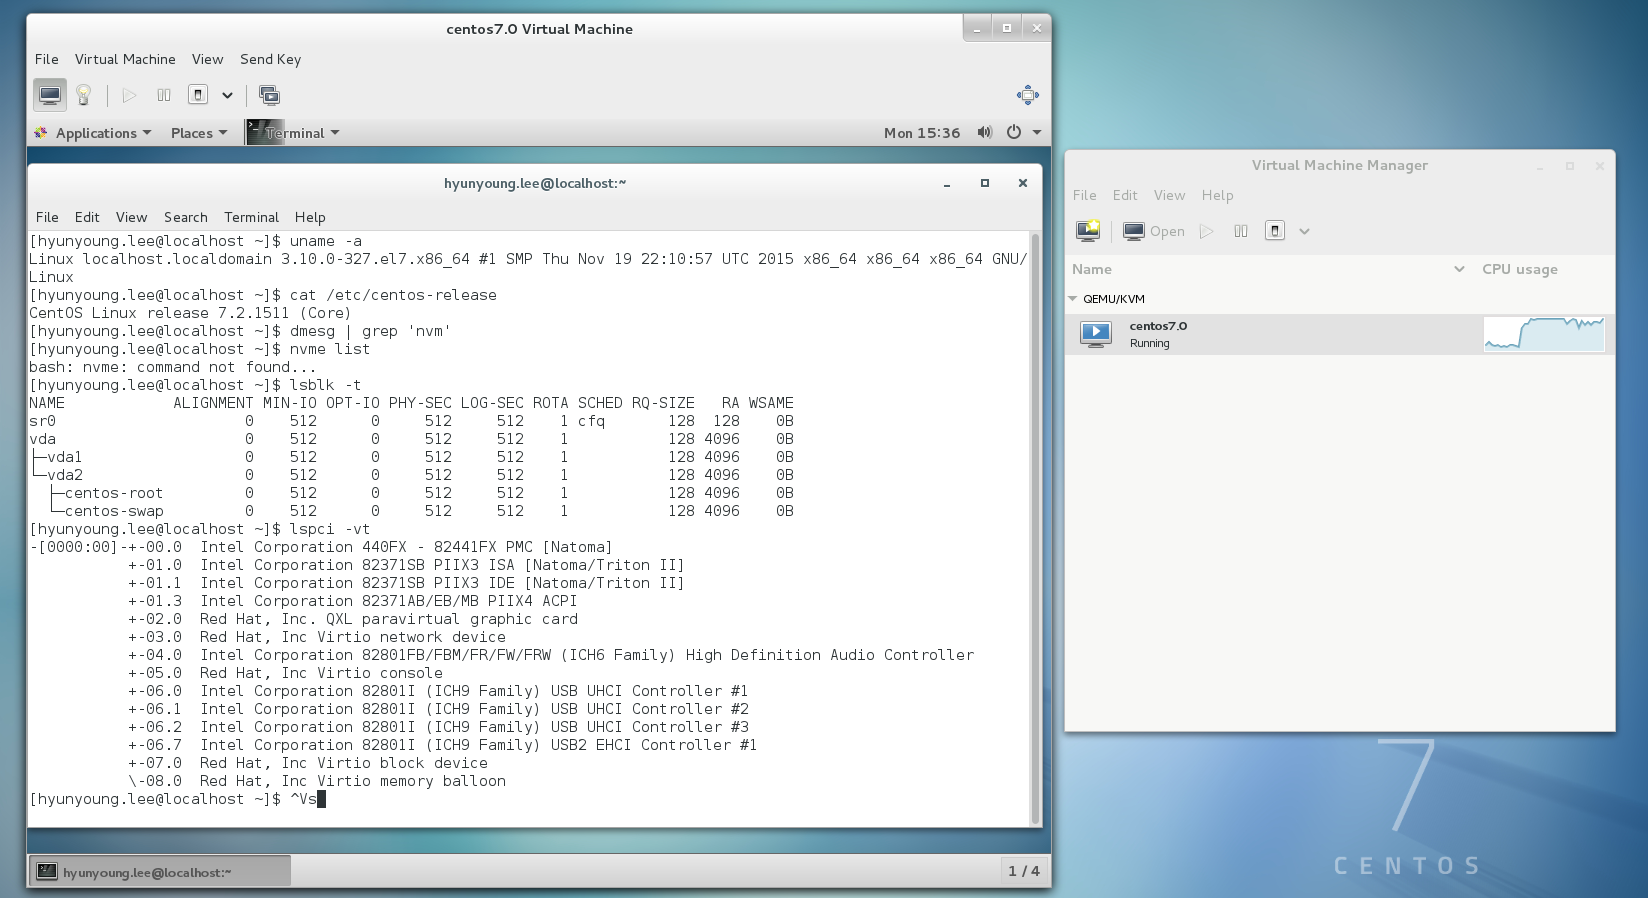 centos7.0 Virtual Machine
File Virtual Machine View Send Key
Applications Places Terminal Mon 15:36
hyunyoung.lee@localhost:~
File Edit View Search Terminal Help
[hyunyoung.lee@localhost ~]$ uname -a
Linux localhost.localdomain 3.10.0-327.el7.x86_64 #1 SMP Thu Nov 19 22:10:57 UTC 2015 x86_64 x86_64 x86_64 GNU/
Linux
[hyunyoung.lee@localhost ~]$ cat /etc/centos-release
CentOS Linux release 7.2.1511 (Core)
[hyunyoung.lee@localhost ~]$ dmesg | grep 'nvm'
[hyunyoung.lee@localhost ~]$ nvme list
bash: nvme: command not found...
[hyunyoung.lee@localhost ~]$ lsblk -t
NAME            ALIGNMENT MIN-IO OPT-IO PHY-SEC LOG-SEC ROTA SCHED RQ-SIZE   RA WSAME
sr0                     0    512      0     512     512    1 cfq       128  128    0B
vda                     0    512      0     512     512    1           128 4096    0B
├─vda1                  0    512      0     512     512    1           128 4096    0B
└─vda2                  0    512      0     512     512    1           128 4096    0B
  ├─centos-root         0    512      0     512     512    1           128 4096    0B
  └─centos-swap         0    512      0     512     512    1           128 4096    0B
[hyunyoung.lee@localhost ~]$ lspci -vt
-[0000:00]-+-00.0  Intel Corporation 440FX - 82441FX PMC [Natoma]
           +-01.0  Intel Corporation 82371SB PIIX3 ISA [Natoma/Triton II]
           +-01.1  Intel Corporation 82371SB PIIX3 IDE [Natoma/Triton II]
           +-01.3  Intel Corporation 82371AB/EB/MB PIIX4 ACPI
           +-02.0  Red Hat, Inc. QXL paravirtual graphic card
           +-03.0  Red Hat, Inc Virtio network device
           +-04.0  Intel Corporation 82801FB/FBM/FR/FW/FRW (ICH6 Family) High Definition Audio Controller
           +-05.0  Red Hat, Inc Virtio console
           +-06.0  Intel Corporation 82801I (ICH9 Family) USB UHCI Controller #1
           +-06.1  Intel Corporation 82801I (ICH9 Family) USB UHCI Controller #2
           +-06.2  Intel Corporation 82801I (ICH9 Family) USB UHCI Controller #3
           +-06.7  Intel Corporation 82801I (ICH9 Family) USB2 EHCI Controller #1
           +-07.0  Red Hat, Inc Virtio block device
           \-08.0  Red Hat, Inc Virtio memory balloon
[hyunyoung.lee@localhost ~]$ ^Vs
hyunyoung.lee@localhost:~ 1 / 4
Virtual Machine Manager
File Edit View Help
Open
Name CPU usage
QEMU/KVM
centos7.0
Running
7
CENTOS